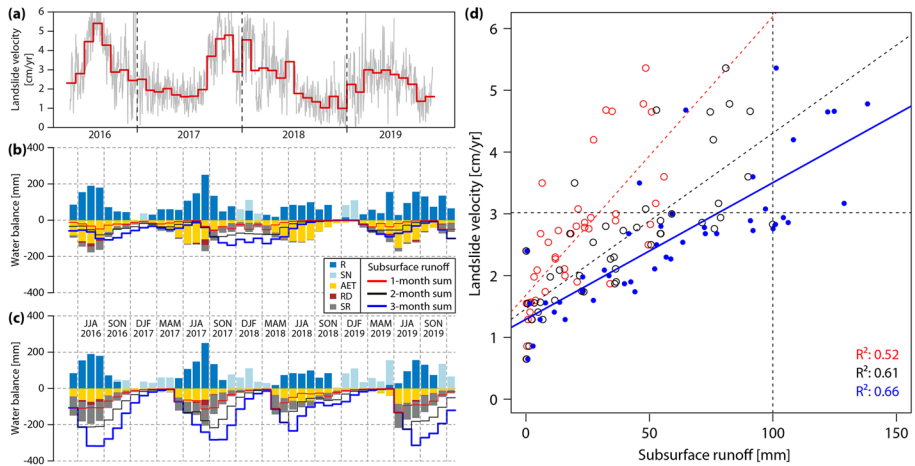 (a)
Landslide velocity
[cm/yr]
6
5
4
3
2
1
0
2016 2017 2018 2019
(b)
Water balance [mm]
400
200
0
-200
-400
R
SN
AET
RD
SR
Subsurface runoff
1-month sum
2-month sum
3-month sum
(c)
JJA SON DJF MAM JJA SON DJF MAM JJA SON DJF MAM JJA SON
2016 2016 2017 2017 2017 2017 2018 2018 2018 2018 2019 2019 2019 2019
Water balance [mm]
200
0
-200
-400
(d)
Landslide velocity [cm/yr]
6
5
4
3
2
1
0
R²: 0.52
R²: 0.61
R²: 0.66
0 50 100 150
Subsurface runoff [mm]